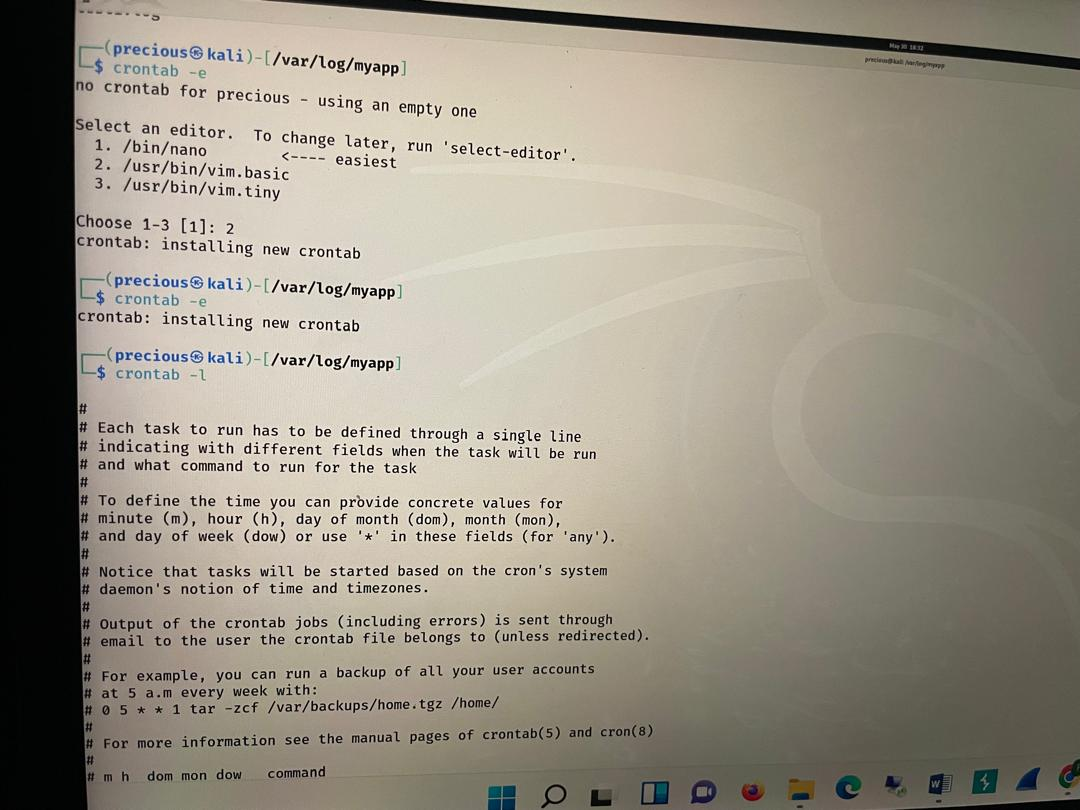 (precious㉿kali)-[/var/log/myapp]
$ crontab -e
no crontab for precious - using an empty one
Select an editor.  To change later, run 'select-editor'.
1. /bin/nano        <---- easiest
2. /usr/bin/vim.basic
3. /usr/bin/vim.tiny
Choose 1-3 [1]: 2
crontab: installing new crontab
(precious㉿kali)-[/var/log/myapp]
$ crontab -e
crontab: installing new crontab
(precious㉿kali)-[/var/log/myapp]
$ crontab -l
#
# Each task to run has to be defined through a single line
# indicating with different fields when the task will be run
# and what command to run for the task
#
# To define the time you can provide concrete values for
# minute (m), hour (h), day of month (dom), month (mon),
# and day of week (dow) or use '*' in these fields (for 'any').
#
# Notice that tasks will be started based on the cron's system
# daemon's notion of time and timezones.
#
# Output of the crontab jobs (including errors) is sent through
# email to the user the crontab file belongs to (unless redirected).
#
# For example, you can run a backup of all your user accounts
# at 5 a.m every week with:
# 0 5 * * 1 tar -zcf /var/backups/home.tgz /home/
#
# For more information see the manual pages of crontab(5) and cron(8)
#
# m h  dom mon dow   command
May 30 18:32
precious@kali: /var/log/myapp